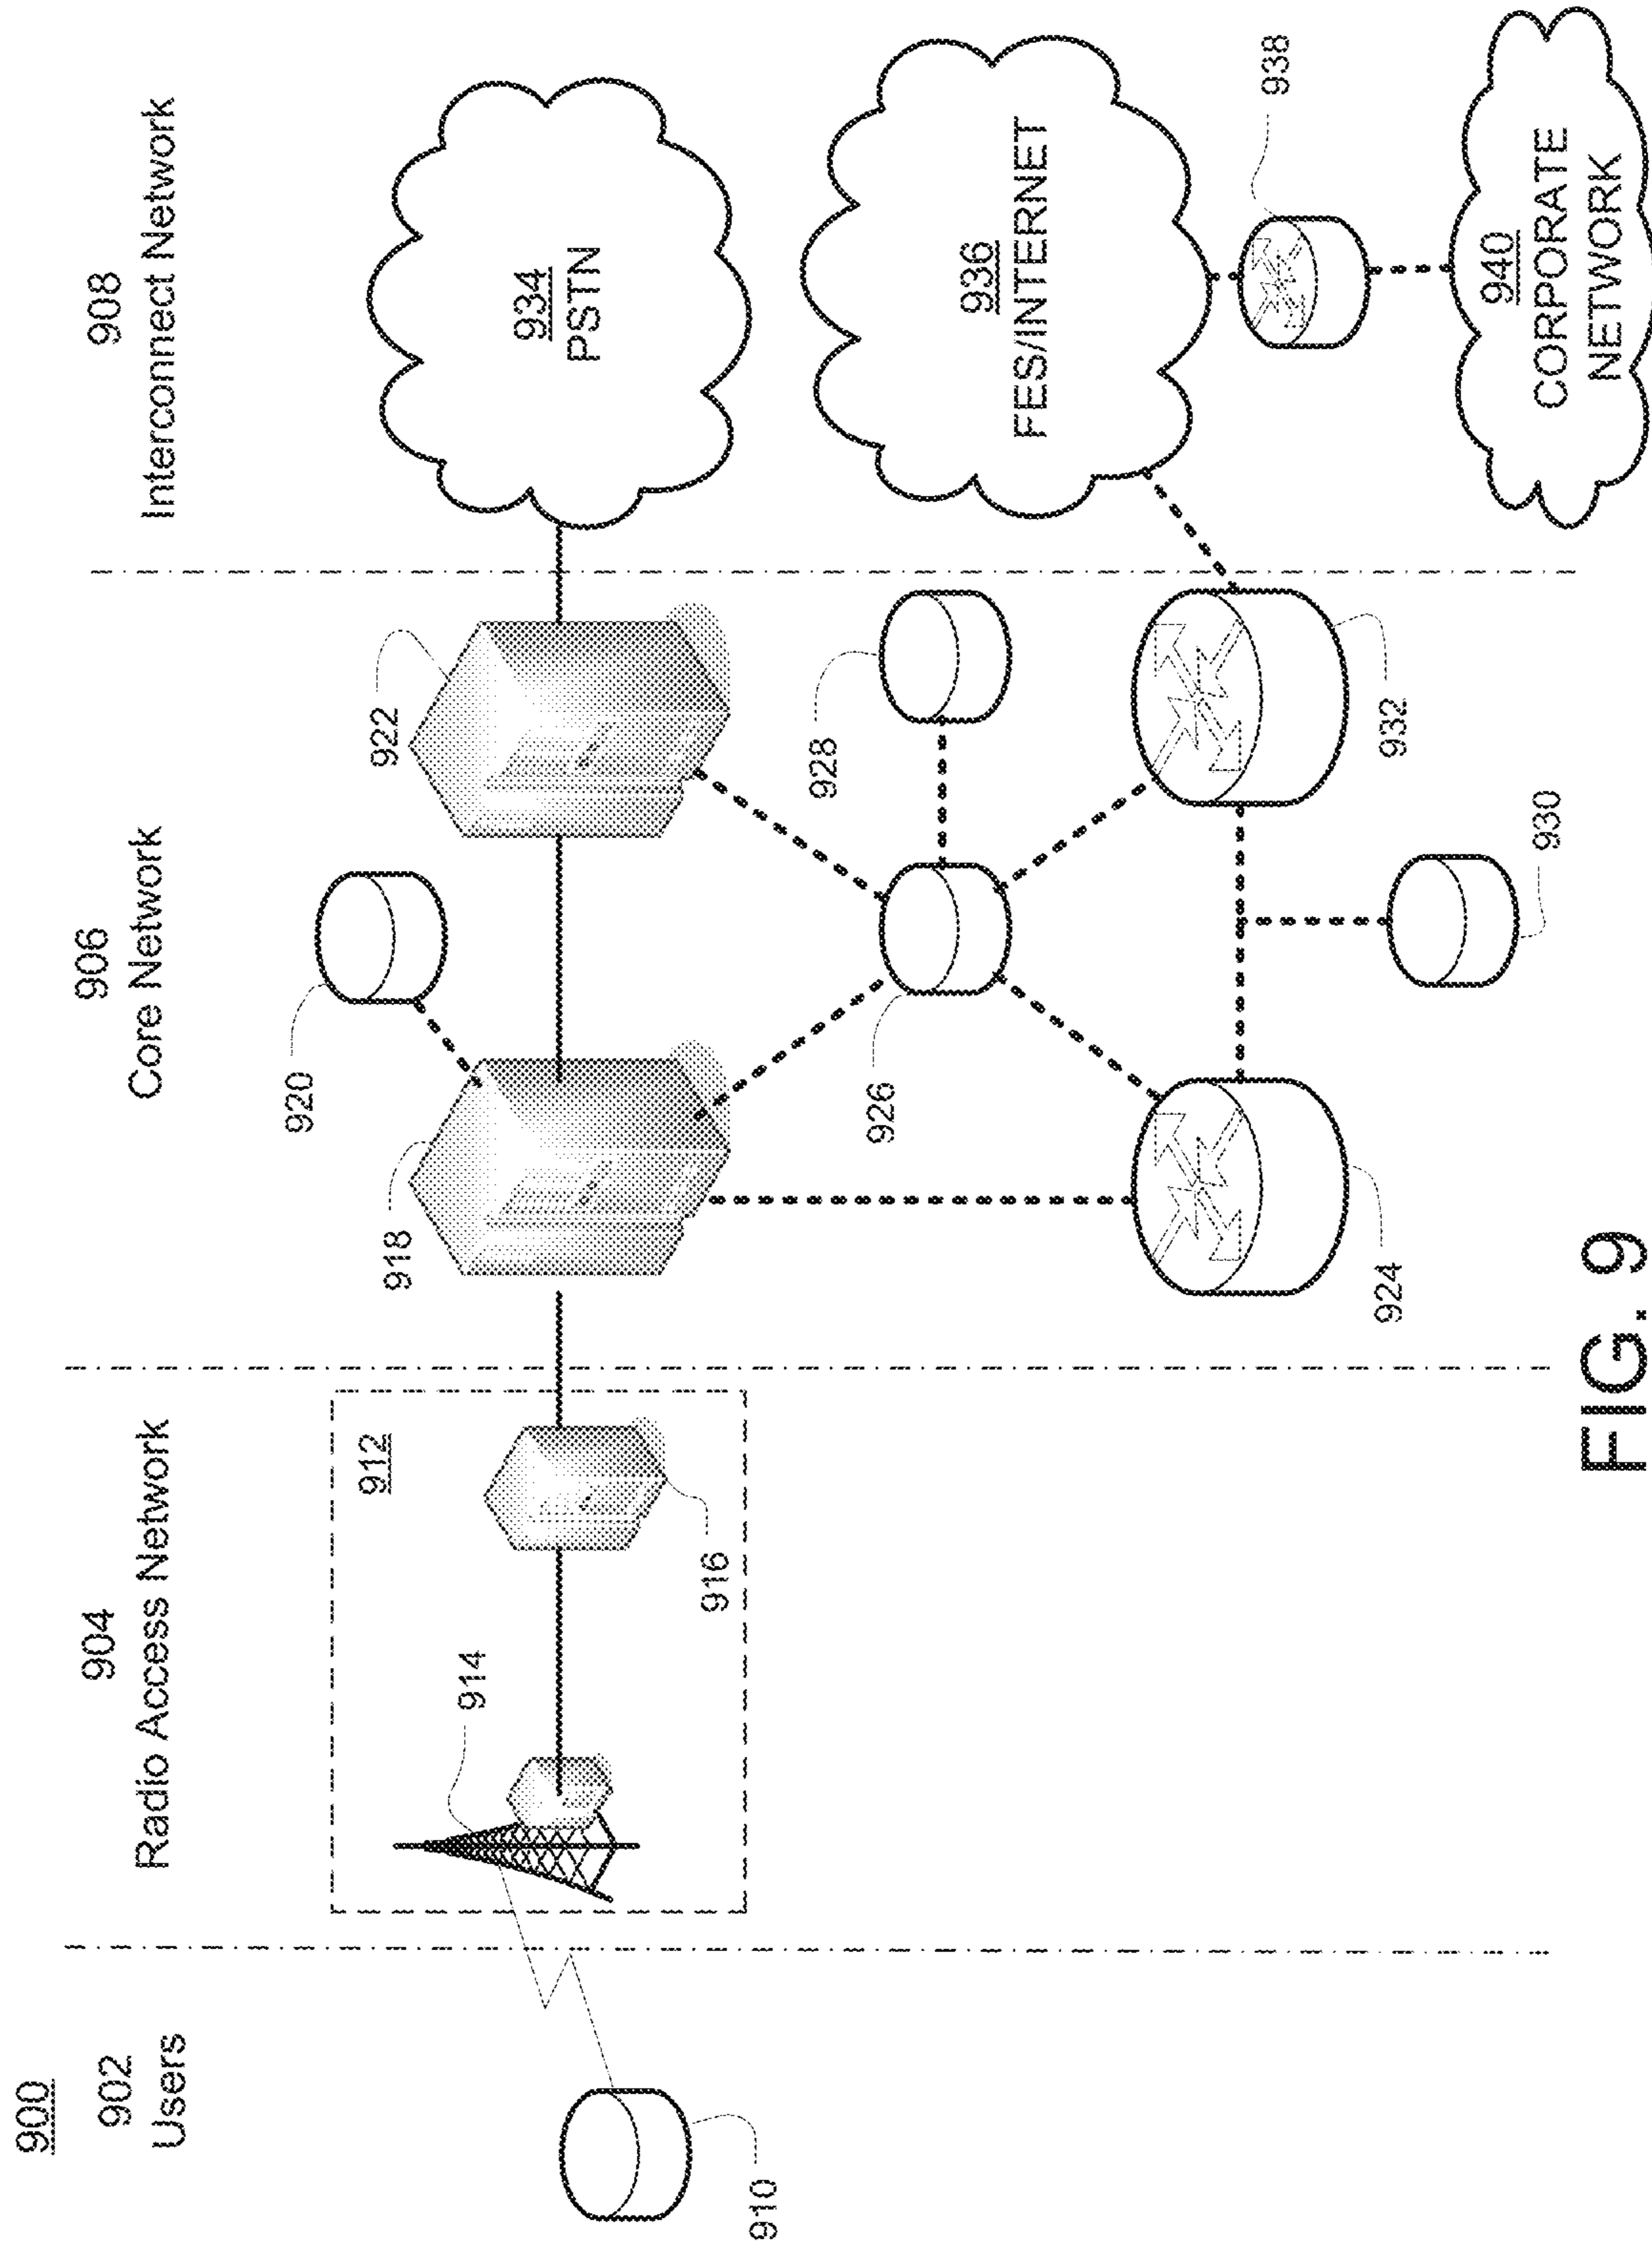 900
902
Users
904
Radio Access Network
906
Core Network
908
Interconnect Network
910
912
914
916
918
920
922
924
926
928
930
932
934
PSTN
936
FES/INTERNET
938
940
CORPORATE
NETWORK
FIG. 9